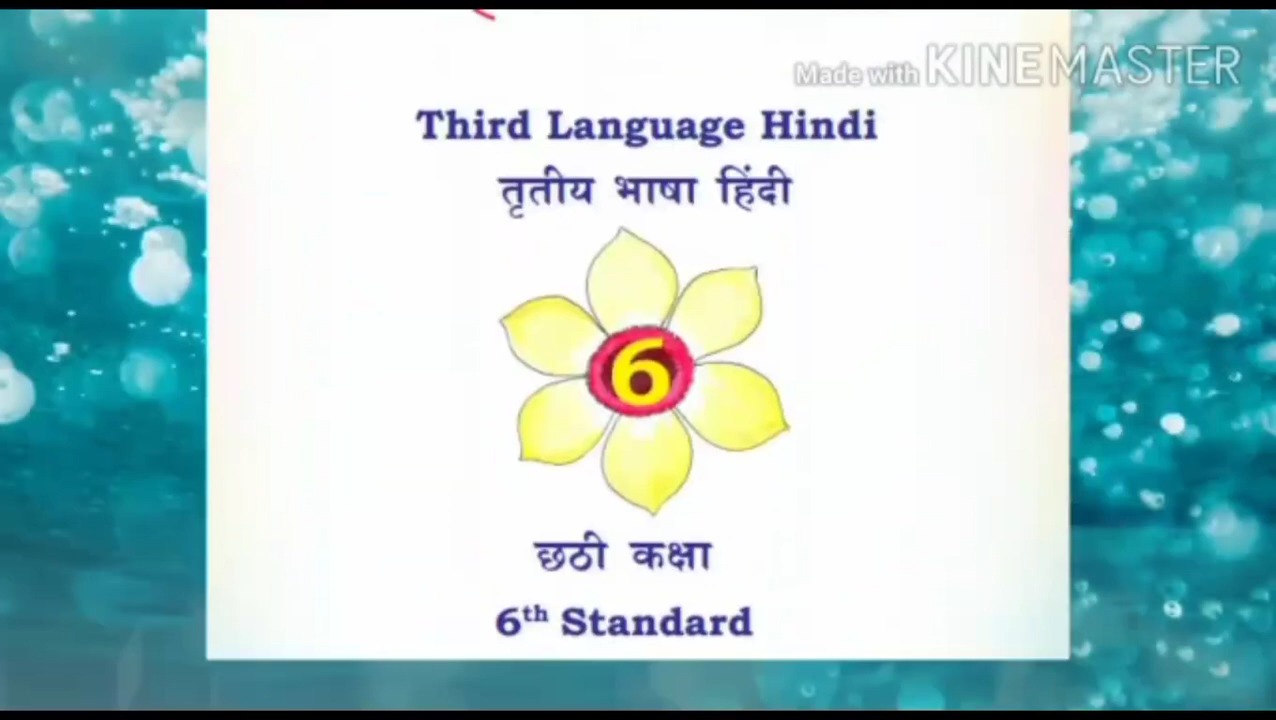 Made with KINEMASTER
Third Language Hindi
तृतीय भाषा हिंदी
6
छठी कक्षा
6th Standard